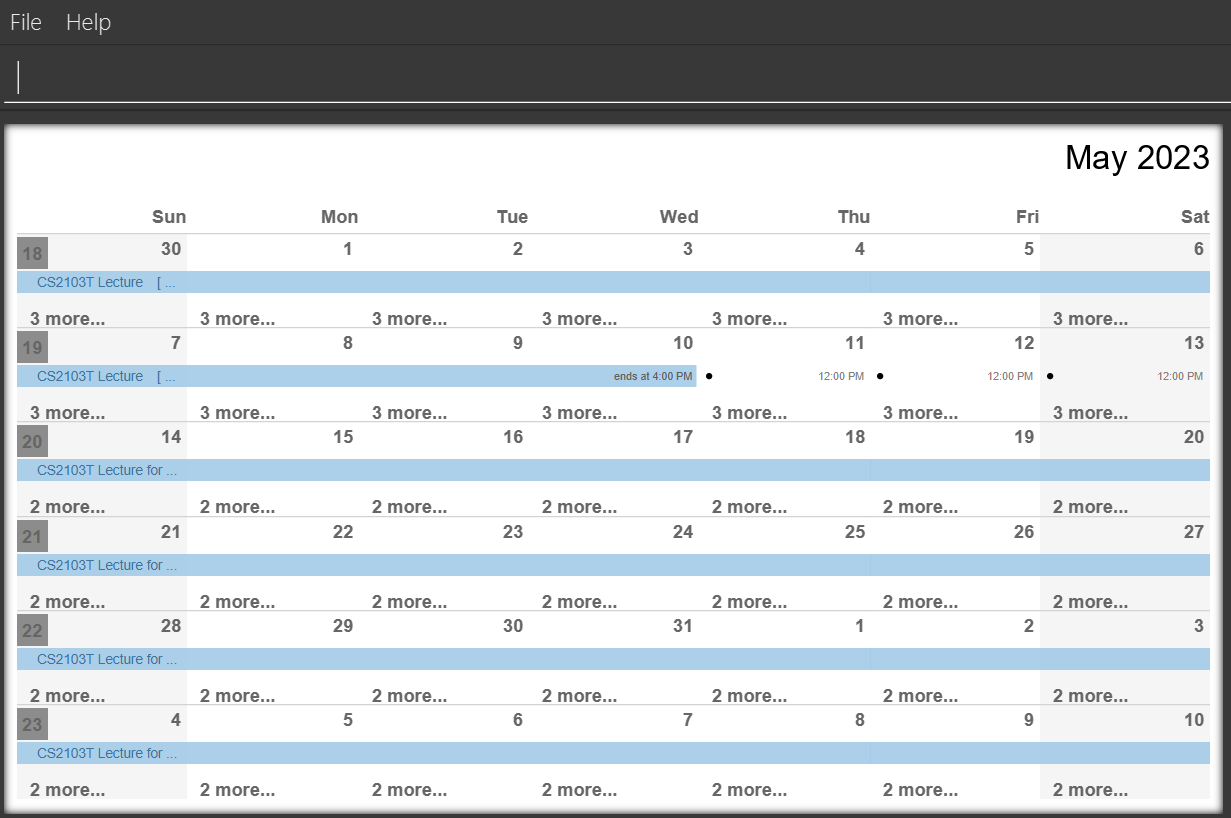 File Help
May 2023
Sun Mon Tue Wed Thu Fri Sat
18 30 1 2 3 4 5 6
CS2103T Lecture [ ...
3 more... 3 more... 3 more... 3 more... 3 more... 3 more... 3 more...
19 7 8 9 10 11 12 13
CS2103T Lecture [ ... ends at 4:00 PM 12:00 PM 12:00 PM 12:00 PM
3 more... 3 more... 3 more... 3 more... 3 more... 3 more... 3 more...
20 14 15 16 17 18 19 20
CS2103T Lecture for ...
2 more... 2 more... 2 more... 2 more... 2 more... 2 more... 2 more...
21 21 22 23 24 25 26 27
CS2103T Lecture for ...
2 more... 2 more... 2 more... 2 more... 2 more... 2 more... 2 more...
22 28 29 30 31 1 2 3
CS2103T Lecture for ...
2 more... 2 more... 2 more... 2 more... 2 more... 2 more... 2 more...
23 4 5 6 7 8 9 10
CS2103T Lecture for ...
2 more... 2 more... 2 more... 2 more... 2 more... 2 more... 2 more...